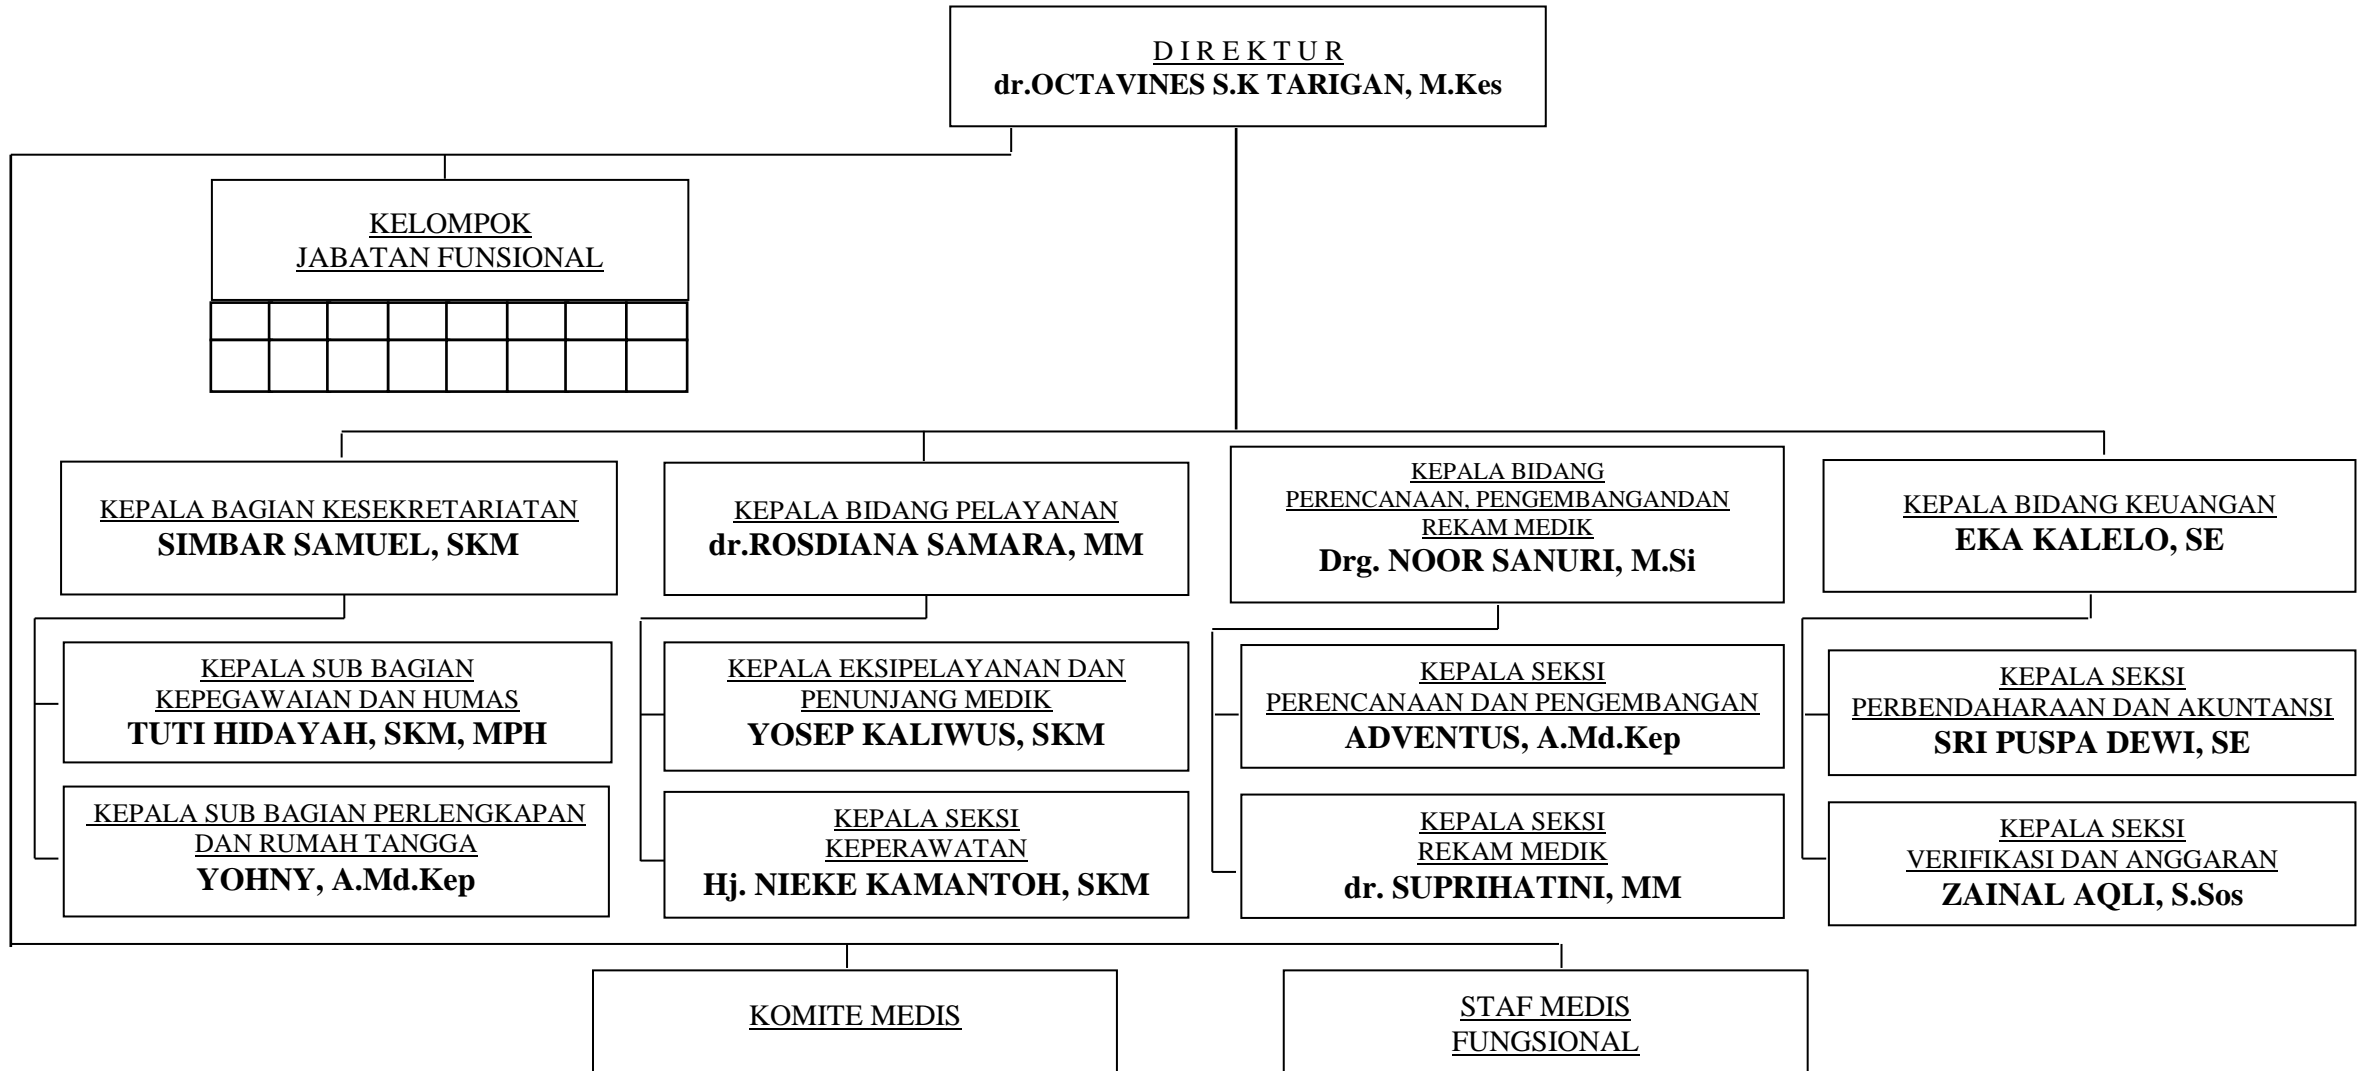 D I R E K T U R
dr.OCTAVINES S.K TARIGAN, M.Kes
KELOMPOK
JABATAN FUNSIONAL
KEPALA BAGIAN KESEKRETARIATAN
SIMBAR SAMUEL, SKM
KEPALA BIDANG PELAYANAN
dr.ROSDIANA SAMARA, MM
KEPALA BIDANG
PERENCANAAN, PENGEMBANGANDAN
REKAM MEDIK
Drg. NOOR SANURI, M.Si
KEPALA BIDANG KEUANGAN
EKA KALELO, SE
KEPALA SUB BAGIAN
KEPEGAWAIAN DAN HUMAS
TUTI HIDAYAH, SKM, MPH
KEPALA EKSIPELAYANAN DAN
PENUNJANG MEDIK
YOSEP KALIWUS, SKM
KEPALA SEKSI
PERENCANAAN DAN PENGEMBANGAN
ADVENTUS, A.Md.Kep
KEPALA SEKSI
PERBENDAHARAAN DAN AKUNTANSI
SRI PUSPA DEWI, SE
KEPALA SUB BAGIAN PERLENGKAPAN
DAN RUMAH TANGGA
YOHNY, A.Md.Kep
KEPALA SEKSI
KEPERAWATAN
Hj. NIEKE KAMANTOH, SKM
KEPALA SEKSI
REKAM MEDIK
dr. SUPRIHATINI, MM
KEPALA SEKSI
VERIFIKASI DAN ANGGARAN
ZAINAL AQLI, S.Sos
KOMITE MEDIS
STAF MEDIS
FUNGSIONAL